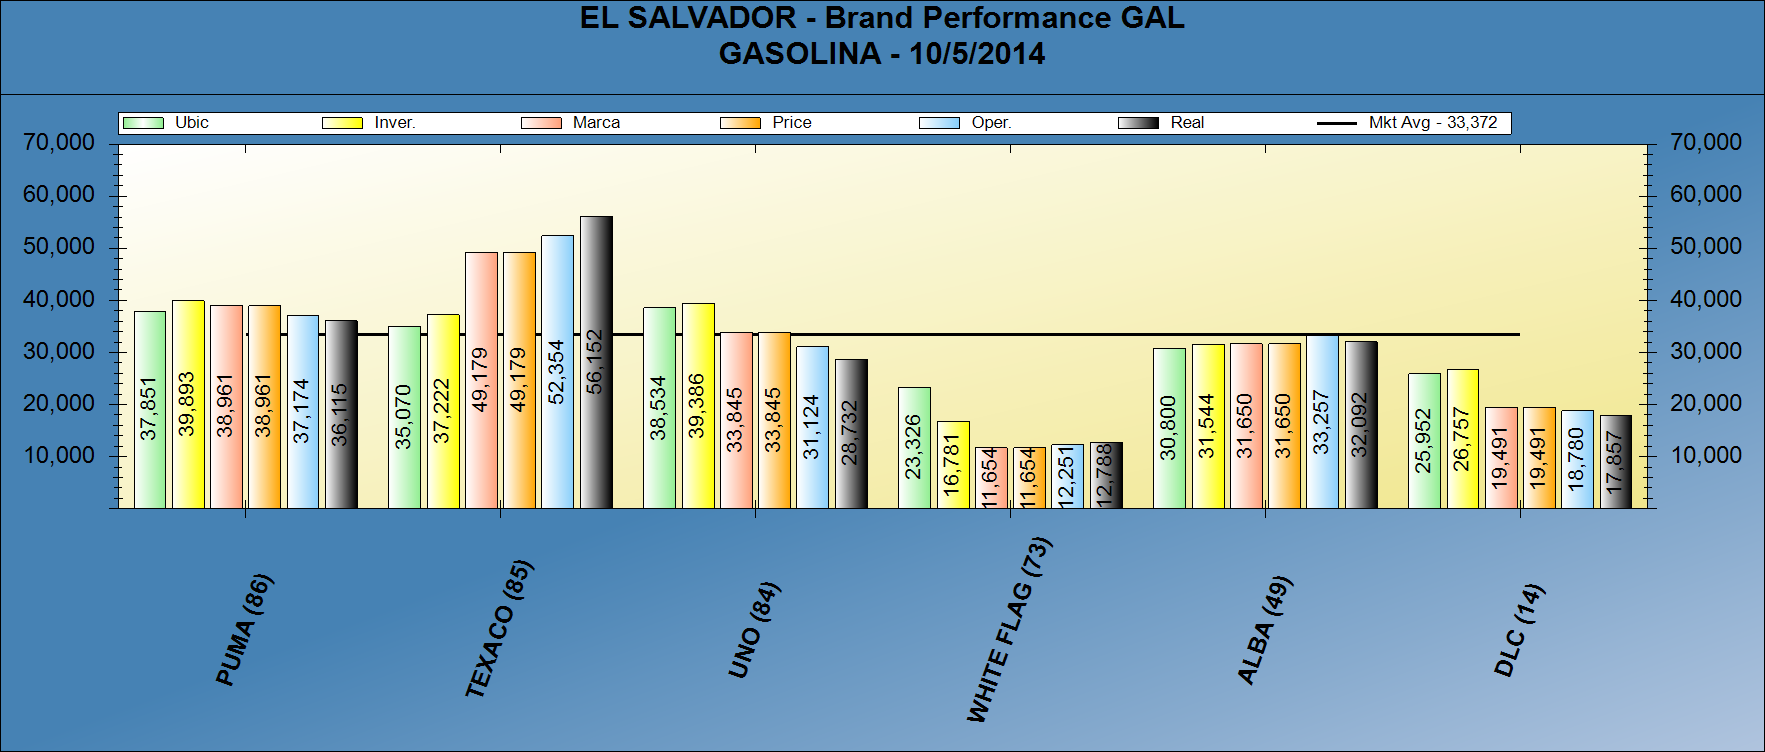 EL SALVADOR - Brand Performance GAL
GASOLINA - 10/5/2014
Ubic Inver. Marca Price Oper. Real Mkt Avg - 33,372
70,000 70,000
60,000 60,000
50,000 50,000
40,000 40,000
30,000 30,000
20,000 20,000
10,000 10,000
37,851 39,893 38,961 38,961 37,174 36,115
35,070 37,222 49,179 49,179 52,354 56,152
38,534 39,386 33,845 33,845 31,124 28,732
23,326 16,781 11,654 11,654 12,251 12,788
30,800 31,544 31,650 31,650 33,257 32,092
25,952 26,757 19,491 19,491 18,780 17,857
PUMA (86)
TEXACO (85)
UNO (84)
WHITE FLAG (73)
ALBA (49)
DLC (14)